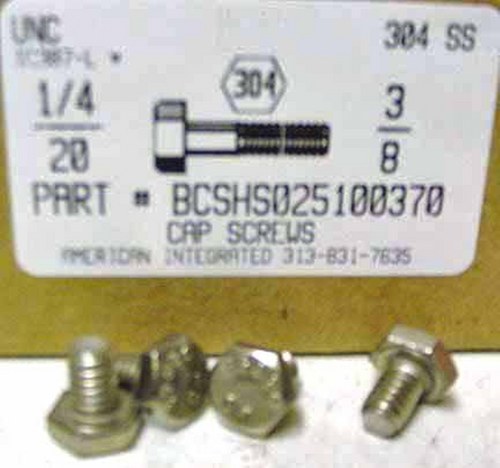 UNC 304 SS
304
1/4 3
20 8
PART # BCSHS025100370
CAP SCREWS
AMERICAN INTEGRATED 313-831-7635